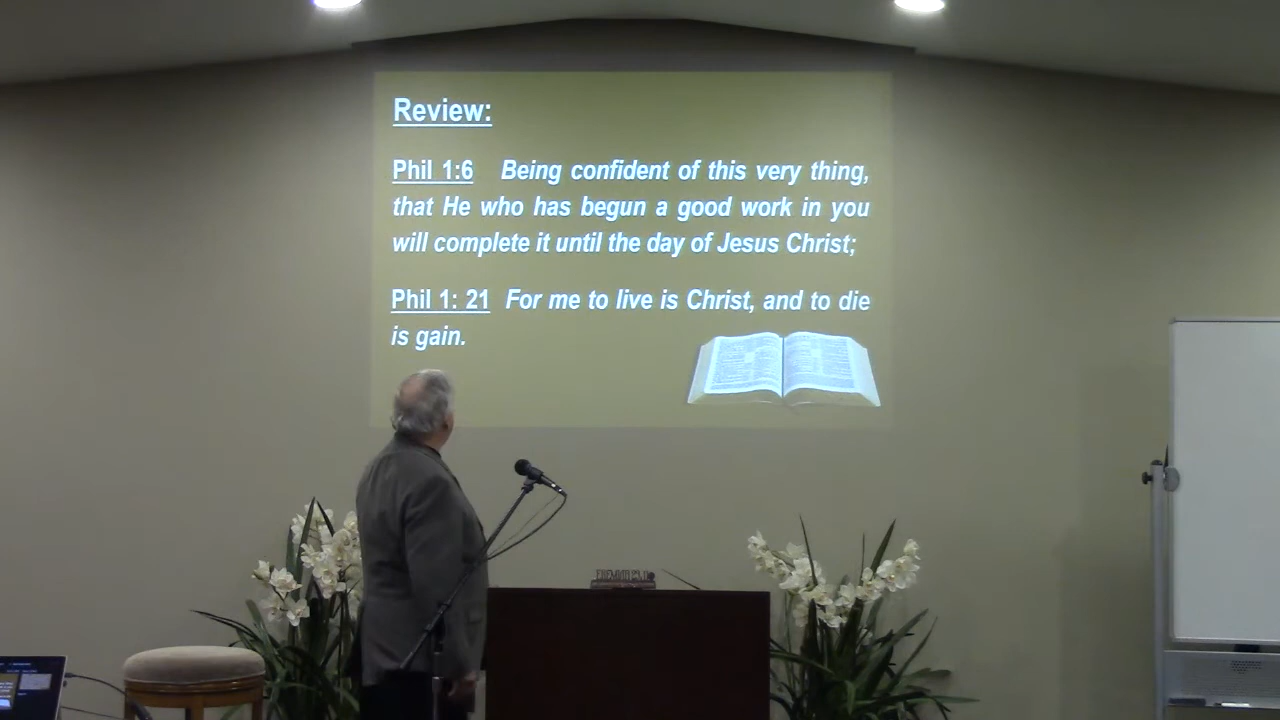 Review:
Phil 1:6 Being confident of this very thing,
that He who has begun a good work in you
will complete it until the day of Jesus Christ;
Phil 1: 21 For me to live is Christ, and to die
is gain.